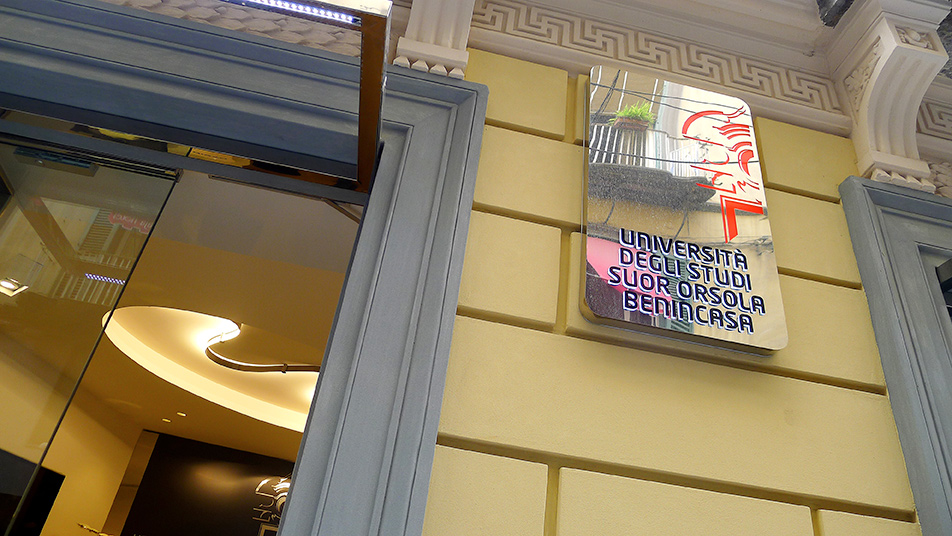 UNIVERSITÀ
DEGLI STUDI
SUOR ORSOLA
BENINCASA